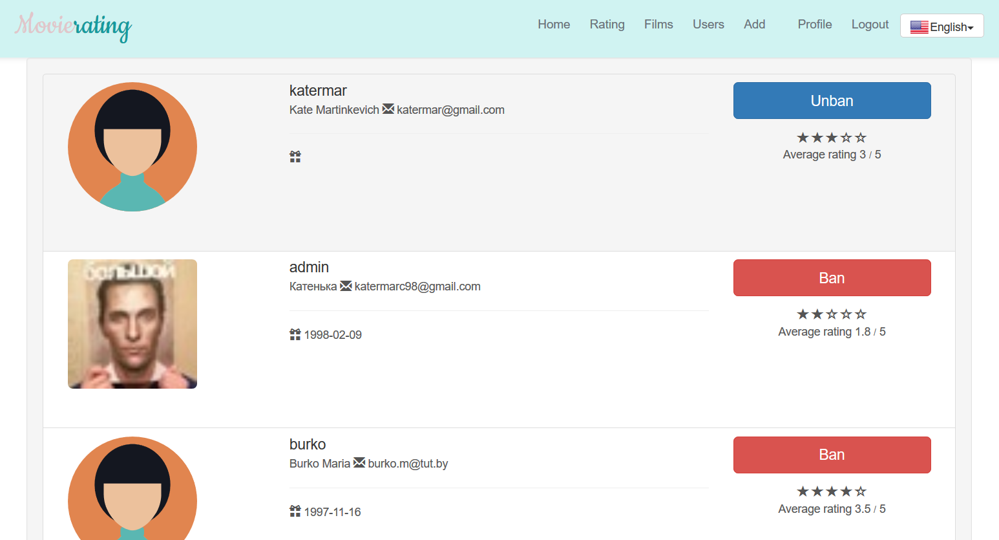 Movierating
Home Rating Films Users Add Profile Logout English
katermar
Kate Martinkevich katermar@gmail.com
Unban
Average rating 3 / 5
большой
admin
Катенька katermarc98@gmail.com
1998-02-09
Ban
Average rating 1.8 / 5
burko
Burko Maria burko.m@tut.by
1997-11-16
Ban
Average rating 3.5 / 5